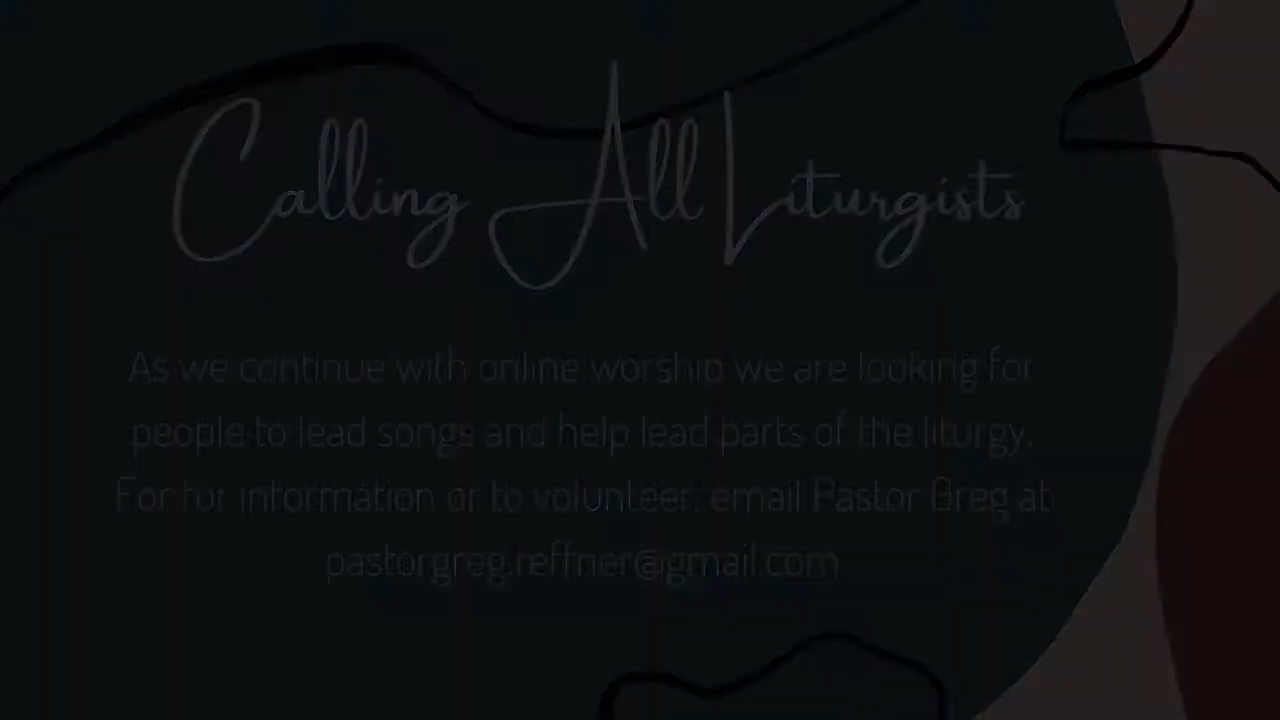 Calling All Liturgists
As we continue with online worship we are looking for
people to lead songs and help lead parts of the liturgy.
For for information or to volunteer, email Pastor Greg at
pastorgreg.reffner@gmail.com